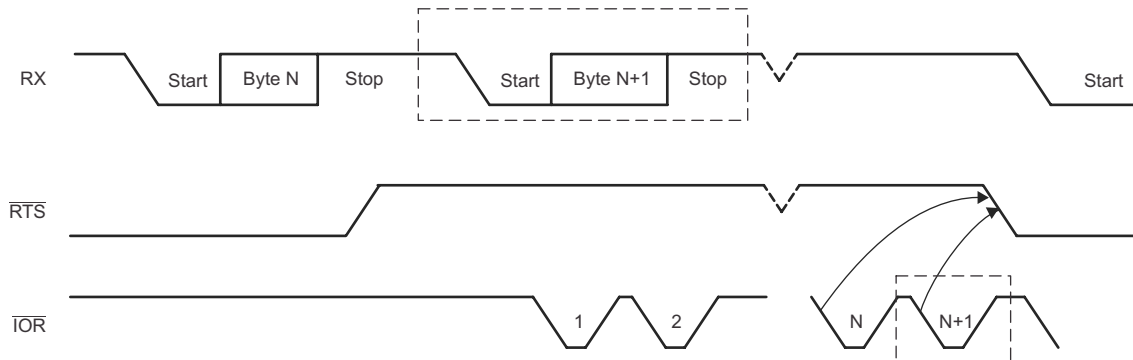 RX Start Byte N Stop Start Byte N+1 Stop Start
RTS
IOR 1 2 N N+1